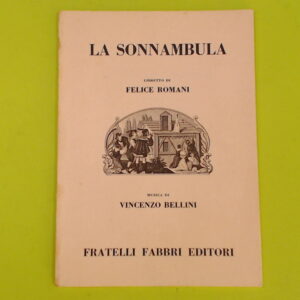 LA SONNAMBULA
LIBRETTO DI
FELICE ROMANI
MUSICA DI
VINCENZO BELLINI
FRATELLI FABBRI EDITORI